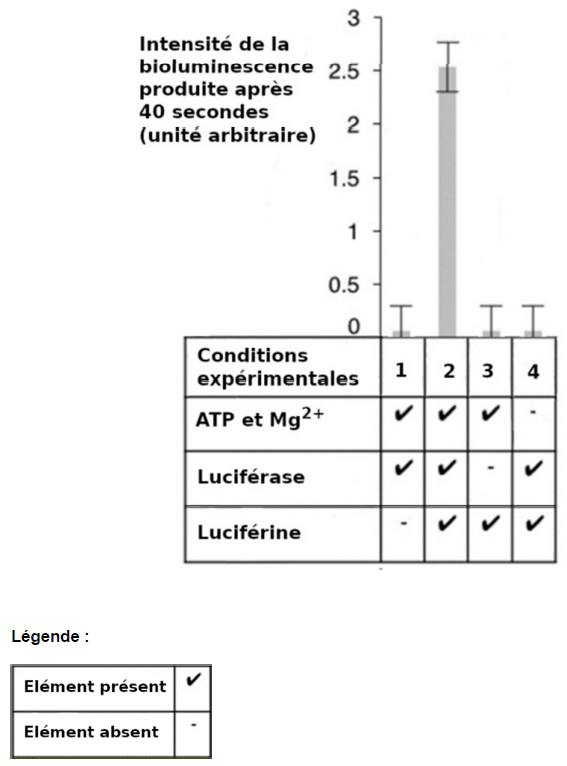 Intensité de la
bioluminescence
produite après
40 secondes
(unité arbitraire)
3
2.5
2
1.5
1
0.5
0
Conditions
expérimentales 1 2 3 4
ATP et Mg2+ ✔ ✔ ✔ -
Luciférase ✔ ✔ - ✔
Luciférine - ✔ ✔ ✔
Légende :
Elément présent ✔
Elément absent -